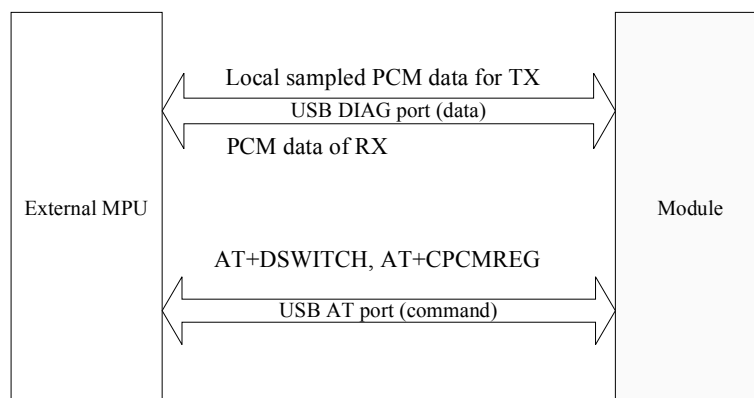 Local sampled PCM data for TX
USB DIAG port (data)
PCM data of RX
External MPU
Module
AT+DSWITCH, AT+CPCMREG
USB AT port (command)